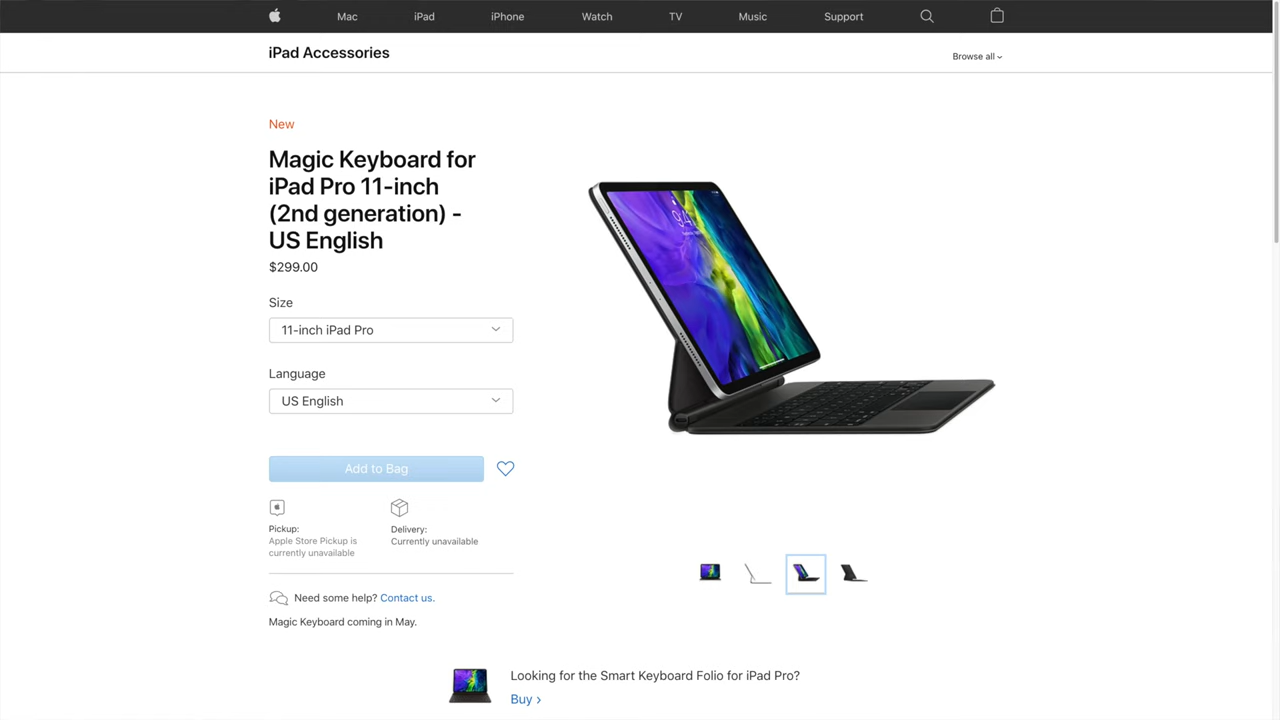 Mac iPad iPhone Watch TV Music Support
iPad Accessories
Browse all
New
Magic Keyboard for
iPad Pro 11-inch
(2nd generation) -
US English
$299.00
Size
11-inch iPad Pro
Language
US English
Add to Bag
Pickup:
Apple Store Pickup is
currently unavailable
Delivery:
Currently unavailable
Need some help? Contact us.
Magic Keyboard coming in May.
9:41
Looking for the Smart Keyboard Folio for iPad Pro?
Buy ›